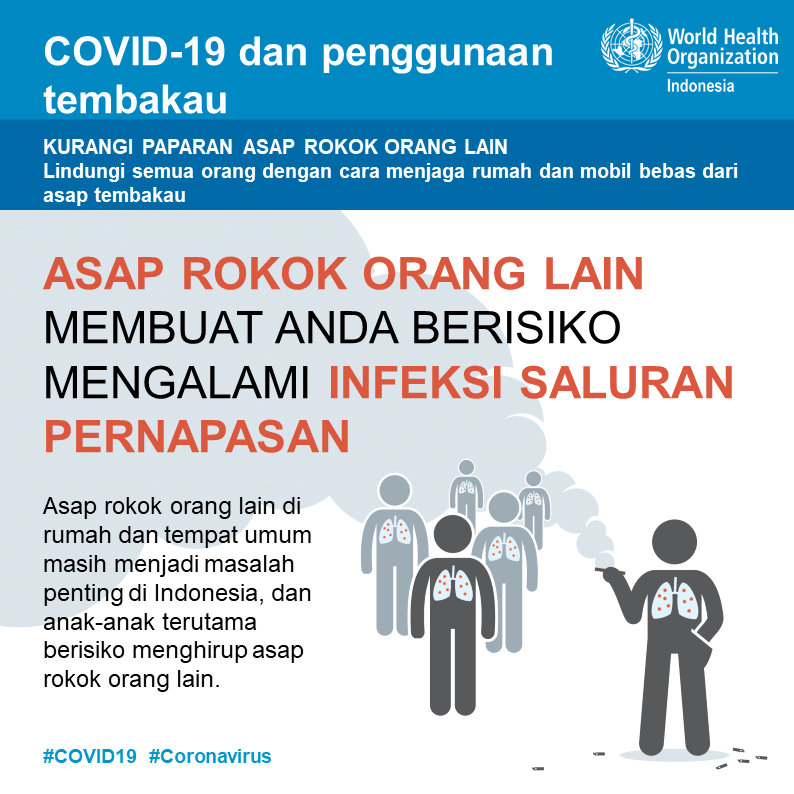 COVID-19 dan penggunaan
tembakau
World Health
Organization
Indonesia
KURANGI PAPARAN ASAP ROKOK ORANG LAIN
Lindungi semua orang dengan cara menjaga rumah dan mobil bebas dari
asap tembakau
ASAP ROKOK ORANG LAIN
MEMBUAT ANDA BERISIKO
MENGALAMI INFEKSI SALURAN
PERNAPASAN
Asap rokok orang lain di
rumah dan tempat umum
masih menjadi masalah
penting di Indonesia, dan
anak-anak terutama
berisiko menghirup asap
rokok orang lain.
#COVID19 #Coronavirus